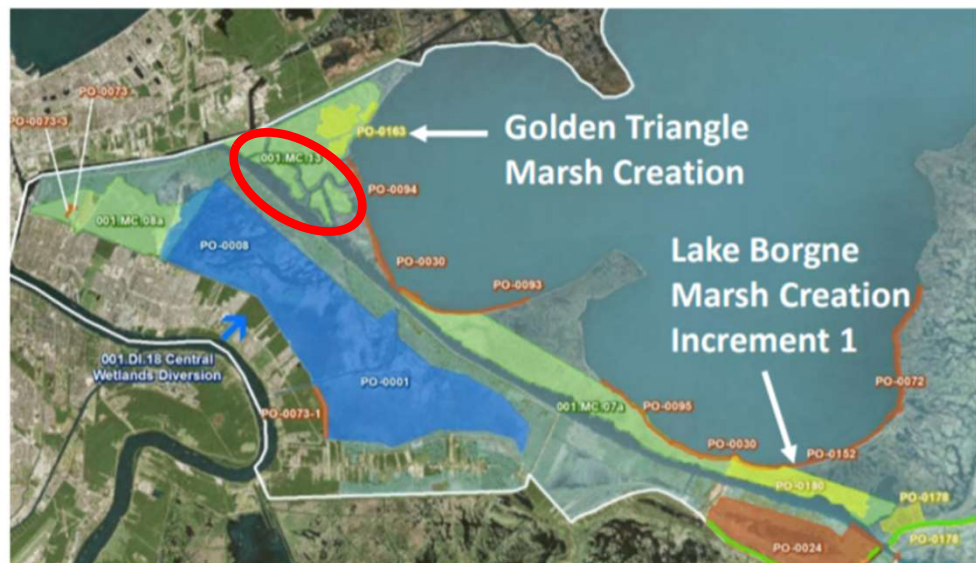 PO-0073
PO-0073-3
PO-0163
Golden Triangle
Marsh Creation
001.MC.13
PO-0094
001.MC.08a
PO-0008
PO-0030
PO-0093
Lake Borgne
Marsh Creation
Increment 1
001.DI.18 Central
Wetlands Diversion
PO-0001
PO-0072
PO-0073-1
001.MC.07a
PO-0095
PO-0030
PO-0152
PO-0180
PO-0178
PO-0178
PO-0024